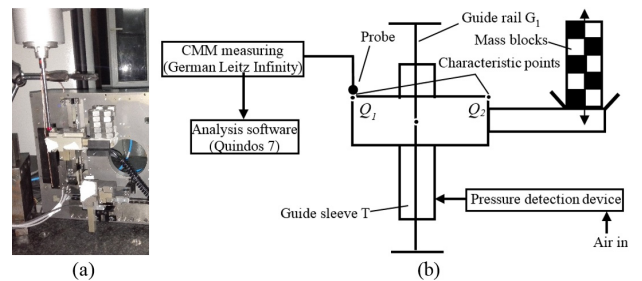 Guide rail G1
Probe
Mass blocks
CMM measuring
(German Leitz Infinity)
Characteristic points
Q1
Q2
Analysis software
(Quindos 7)
Guide sleeve T
Pressure detection device
Air in
(a)
(b)